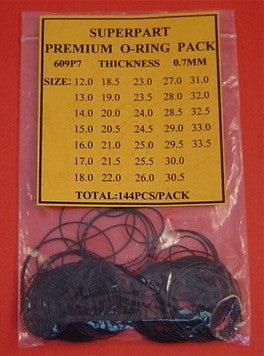 SUPERPART
PREMIUM O-RING PACK
609P7 THICKNESS 0.7MM
SIZE: 12.0 18.5 23.0 27.0 31.0
13.0 19.0 23.5 28.0 32.0
14.0 20.0 24.0 28.5 32.5
15.0 20.5 24.5 29.0 33.0
16.0 21.0 25.0 29.5 33.5
17.0 21.5 25.5 30.0
18.0 22.0 26.0 30.5
TOTAL:144PCS/PACK